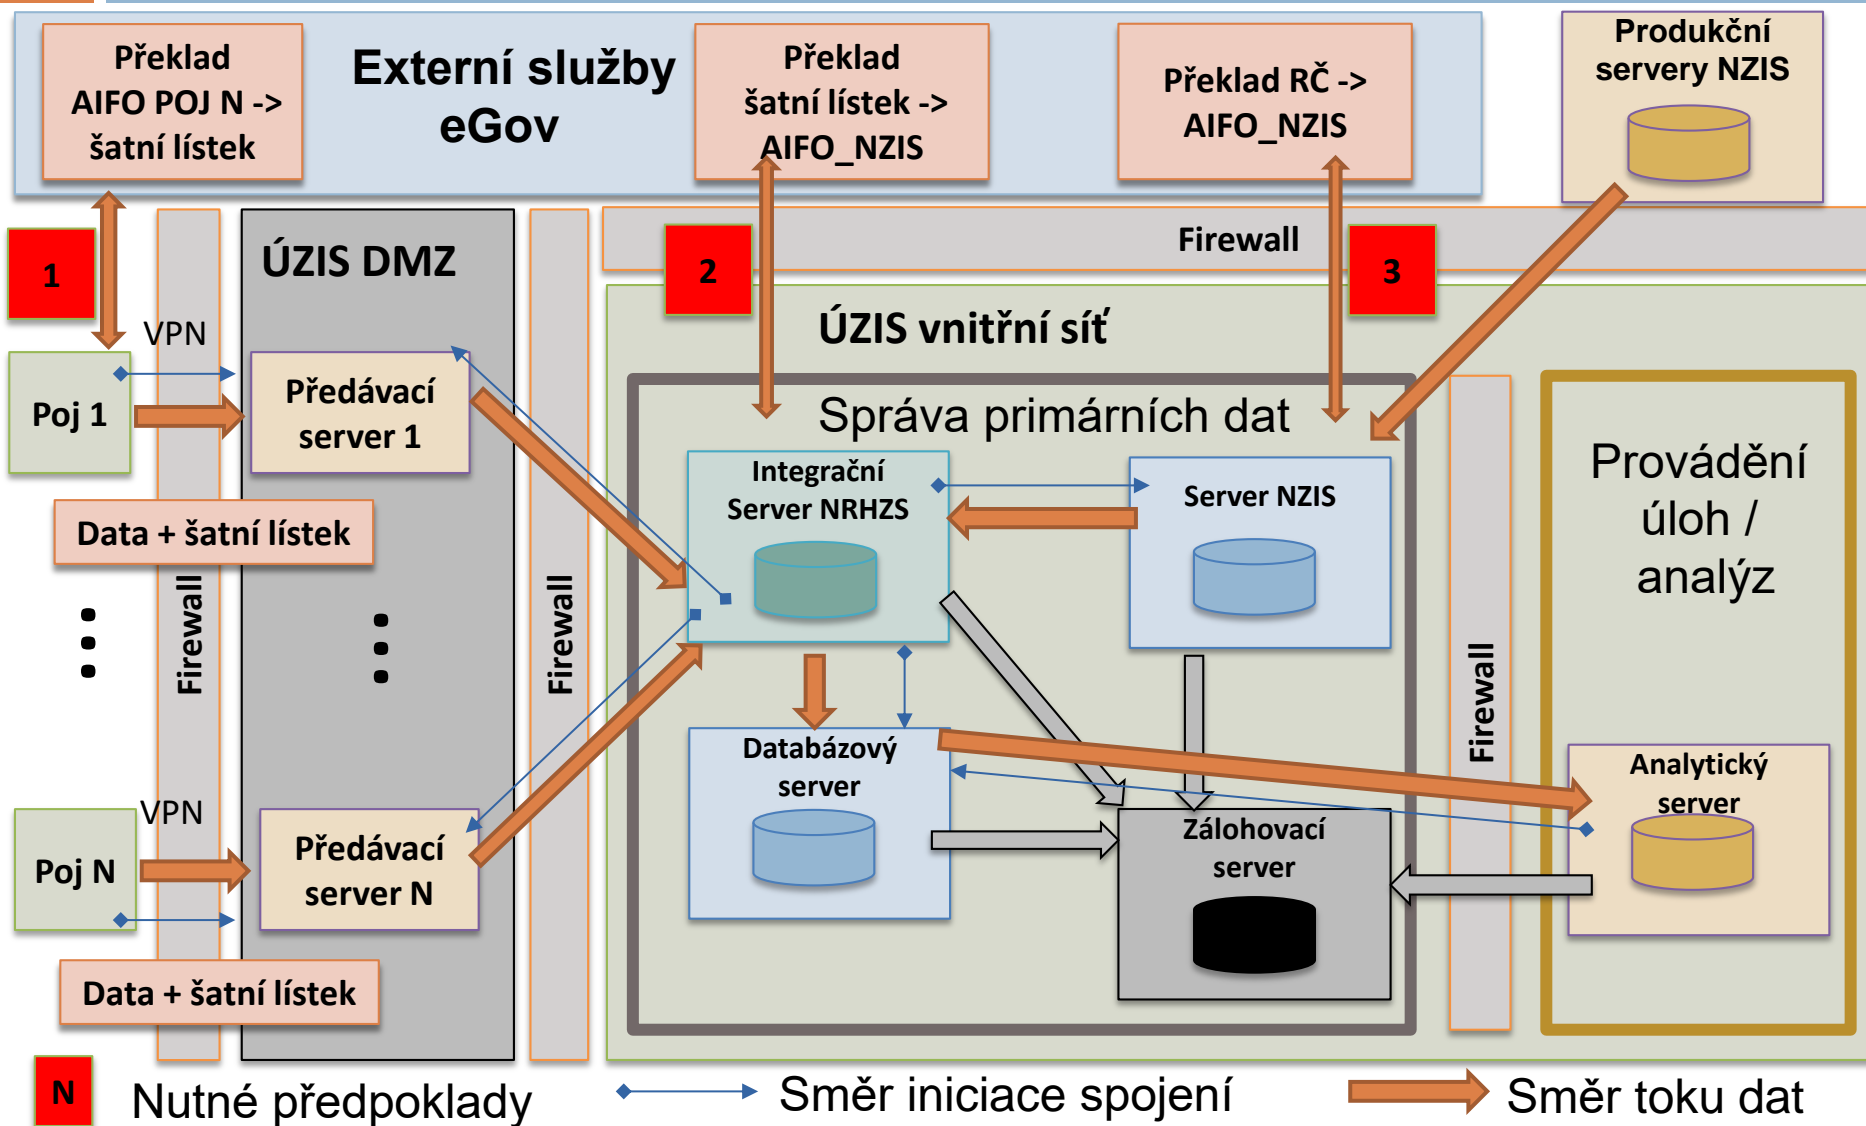 Překlad
AIFO POJ N ->
šatní lístek
Externí služby
eGov
Překlad
šatní lístek ->
AIFO_NZIS
Překlad RČ ->
AIFO_NZIS
Produkční
servery NZIS
1
2
3
Firewall
ÚZIS DMZ
ÚZIS vnitřní síť
VPN
Poj 1
Předávací
server 1
Správa primárních dat
Integrační
Server NRHZS
Server NZIS
Provádění
úloh /
analýz
Data + šatní lístek
Firewall
Firewall
Firewall
Databázový
server
Analytický
server
VPN
Poj N
Předávací
server N
Zálohovací
server
Data + šatní lístek
N
Nutné předpoklady
Směr iniciace spojení
Směr toku dat